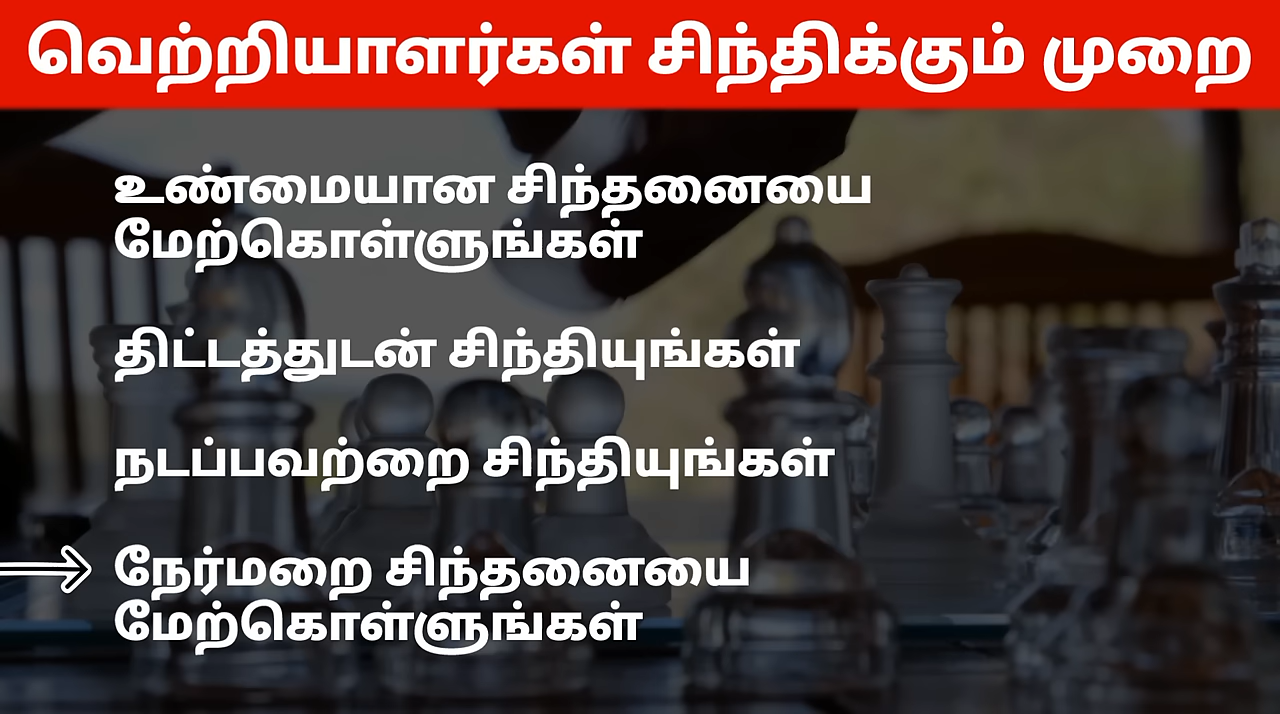 வெற்றியாளர்கள் சிந்திக்கும் முறை
உண்மையான சிந்தனையை
மேற்கொள்ளுங்கள்
திட்டத்துடன் சிந்தியுங்கள்
நடப்பவற்றை சிந்தியுங்கள்
நேர்மறை சிந்தனையை
மேற்கொள்ளுங்கள்